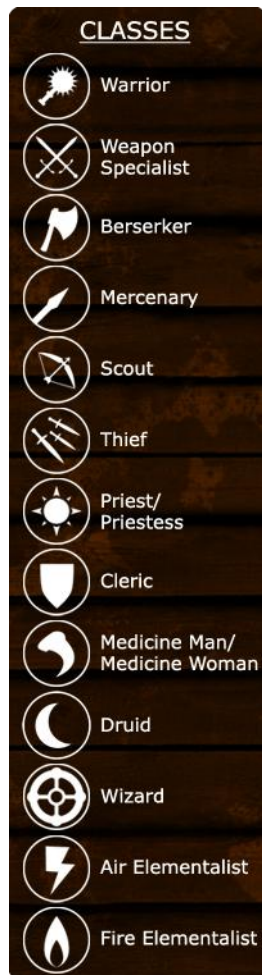 CLASSES
Warrior
Weapon
Specialist
Berserker
Mercenary
Scout
Thief
Priest/
Priestess
Cleric
Medicine Man/
Medicine Woman
Druid
Wizard
Air Elementalist
Fire Elementalist